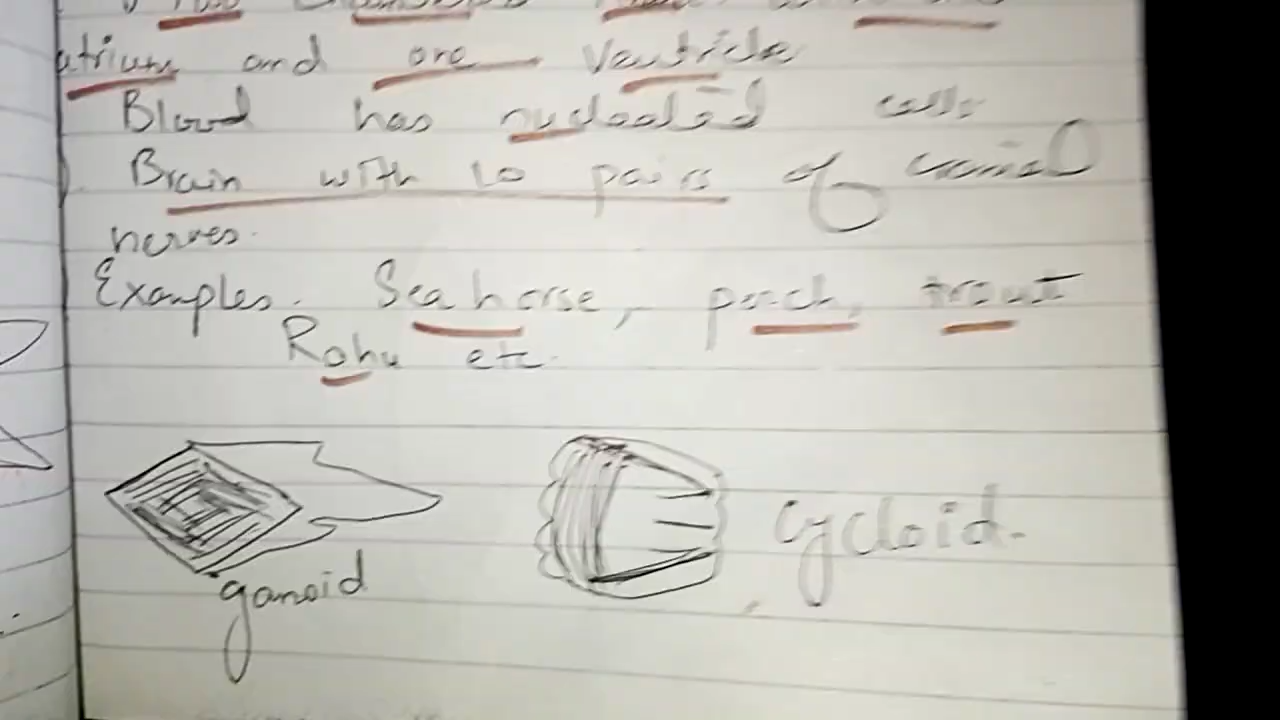 atrium and one Ventricle
Blood has nucleated cells
Brain with 10 pairs of cranial
nerves.
Examples. Sea horse, perch, trout
Rohu etc.
ganoid
Cycloid.